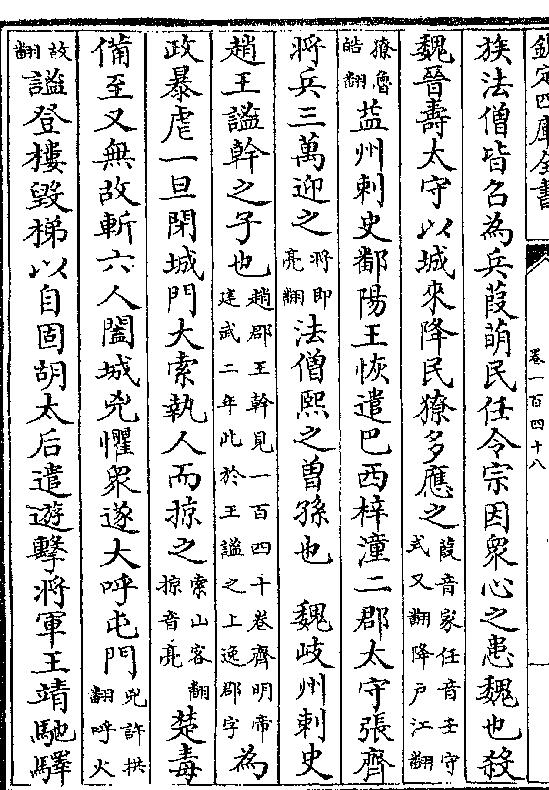 欽定四庫全書
卷一百四十八
族法僧皆召為兵葭萌民任令宗因衆心之患魏也殺
魏晉壽太守以城來降民獠多應之葭音家任音壬守式又翻降戶江翻
獠魯皓翻益州刺史鄱陽王恢遣巴西梓潼二郡太守張齊
將兵三萬迎之將即亮翻法僧熙之曽孫也 魏岐州刺史
趙王謐幹之子也趙郡王幹見一百四十卷齊明帝建武二年此於王謐之上逸郡字為
政暴虐一旦閉城門大索執人而掠之索山客翻掠音亮楚毒
備至又無故斬六人闔城兇懼衆遂大呼屯門兇許拱翻呼火
故翻謐登樓毀梯以自固胡太后遣遊擊將軍王靖馳驛